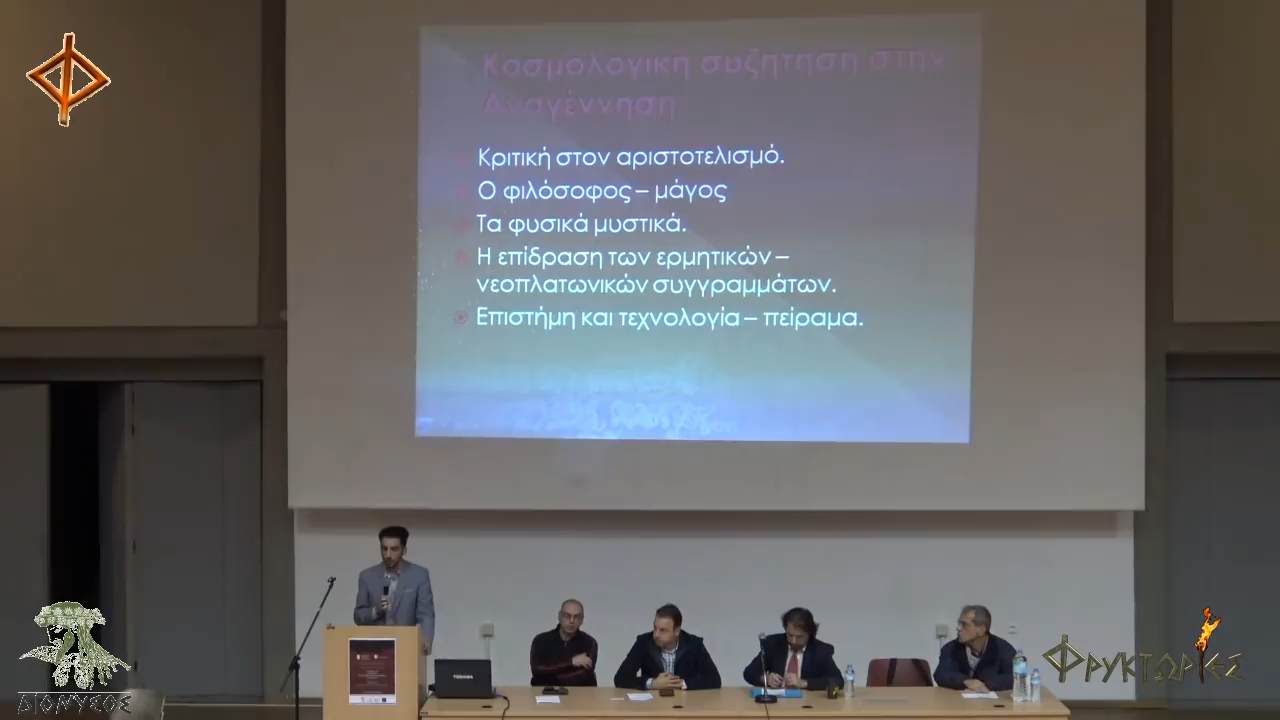 Κοσμολογική συζήτηση στην
Αναγέννηση
Κριτική στον αριστοτελισμό.
Ο φιλόσοφος – μάγος
Τα φυσικά μυστικά.
Η επίδραση των ερμητικών –
νεοπλατωνικών συγγραμμάτων.
Επιστήμη και τεχνολογία – πείραμα.
TOSHIBA
ΔΙΟΝΥΣΟΣ
ΦΡΥΚΤΩΡΙΕΣ